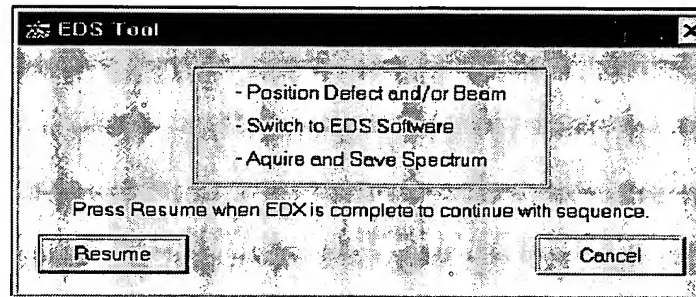 EDS Tool
- Position Defect and/or Beam
- Switch to EDS Software
- Aquire and Save Spectrum
Press Resume when EDX is complete to continue with sequence.
Resume Cancel